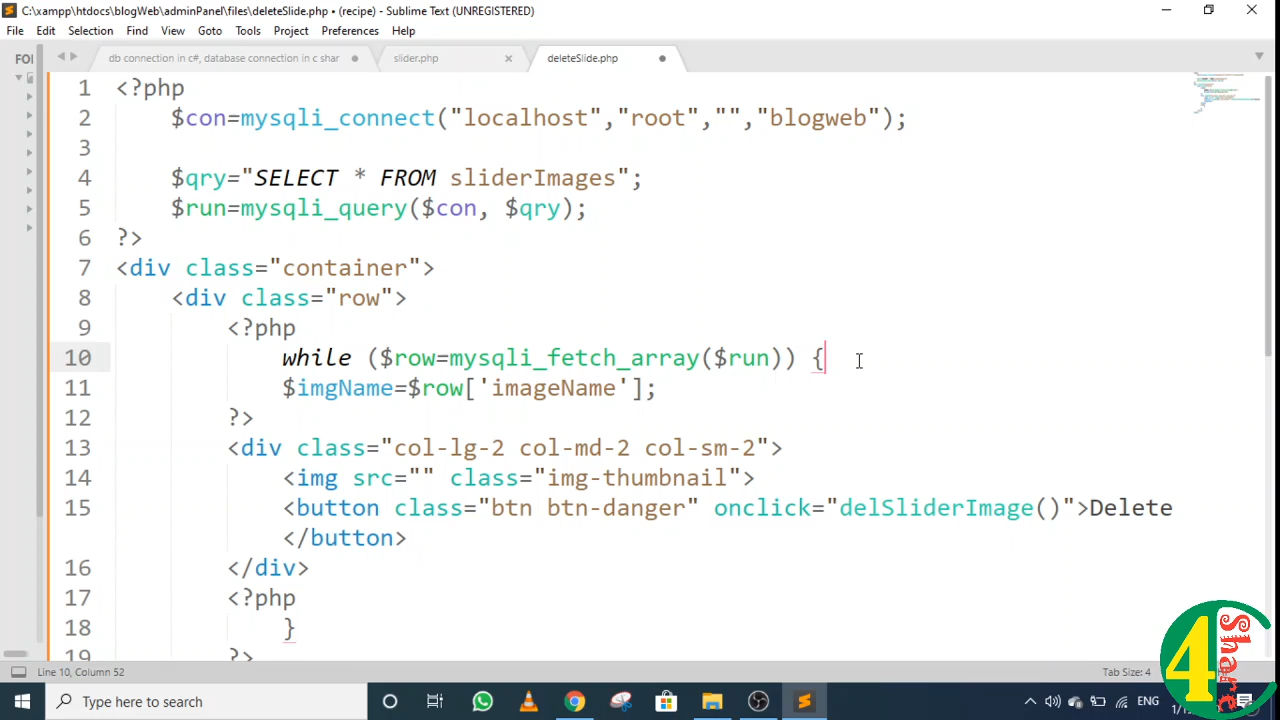 C:\xampp\htdocs\blogWeb\adminPanel\files\deleteSlide.php • (recipe) - Sublime Text (UNREGISTERED)
File Edit Selection Find View Goto Tools Project Preferences Help
FOI
db connection in c#, database connection in c shar
slider.php
deleteSlide.php
1 <?php
2 $con=mysqli_connect("localhost","root","","blogweb");
3
4 $qry="SELECT * FROM sliderImages";
5 $run=mysqli_query($con, $qry);
6 ?>
7 <div class="container">
8 <div class="row">
9 <?php
10 while ($row=mysqli_fetch_array($run)) {
11 $imgName=$row['imageName'];
12 ?>
13 <div class="col-lg-2 col-md-2 col-sm-2">
14 <img src="" class="img-thumbnail">
15 <button class="btn btn-danger" onclick="delSliderImage()">Delete
</button>
16 </div>
17 <?php
18 }
19 ?>
Line 10, Column 52
Tab Size: 4
4 Share
Type here to search
ENG